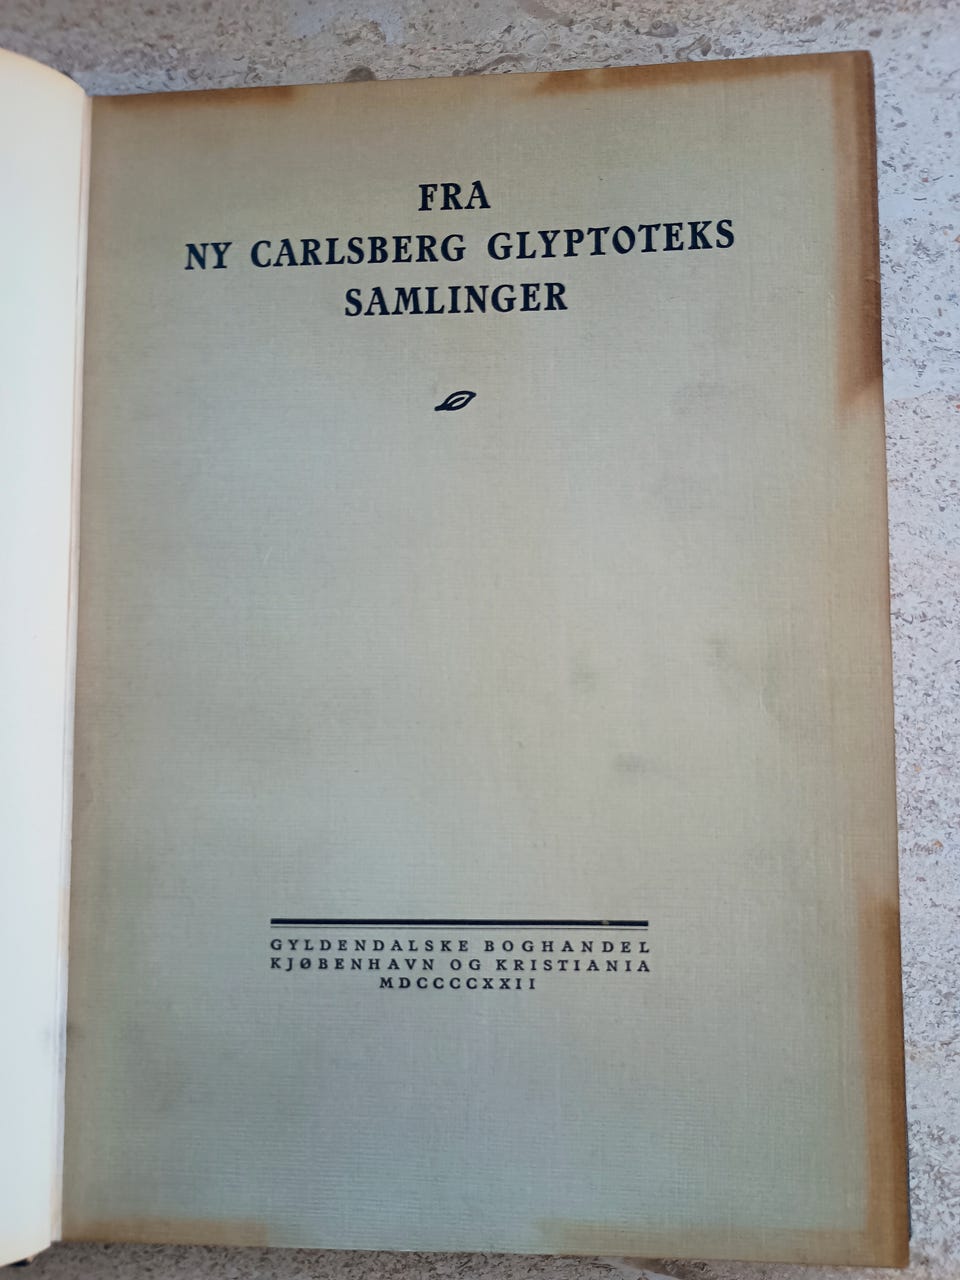 FRA
NY CARLSBERG GLYPTOTEKS
SAMLINGER
GYLDENDALSKE BOGHANDEL
KJØBENHAVN OG KRISTIANIA
MDCCCCXXII